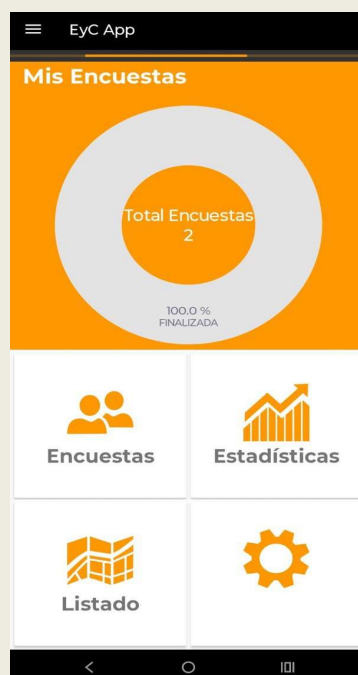 EyC App
Mis Encuestas
Total Encuestas
2
100.0 %
FINALIZADA
Encuestas
Estadísticas
Listado